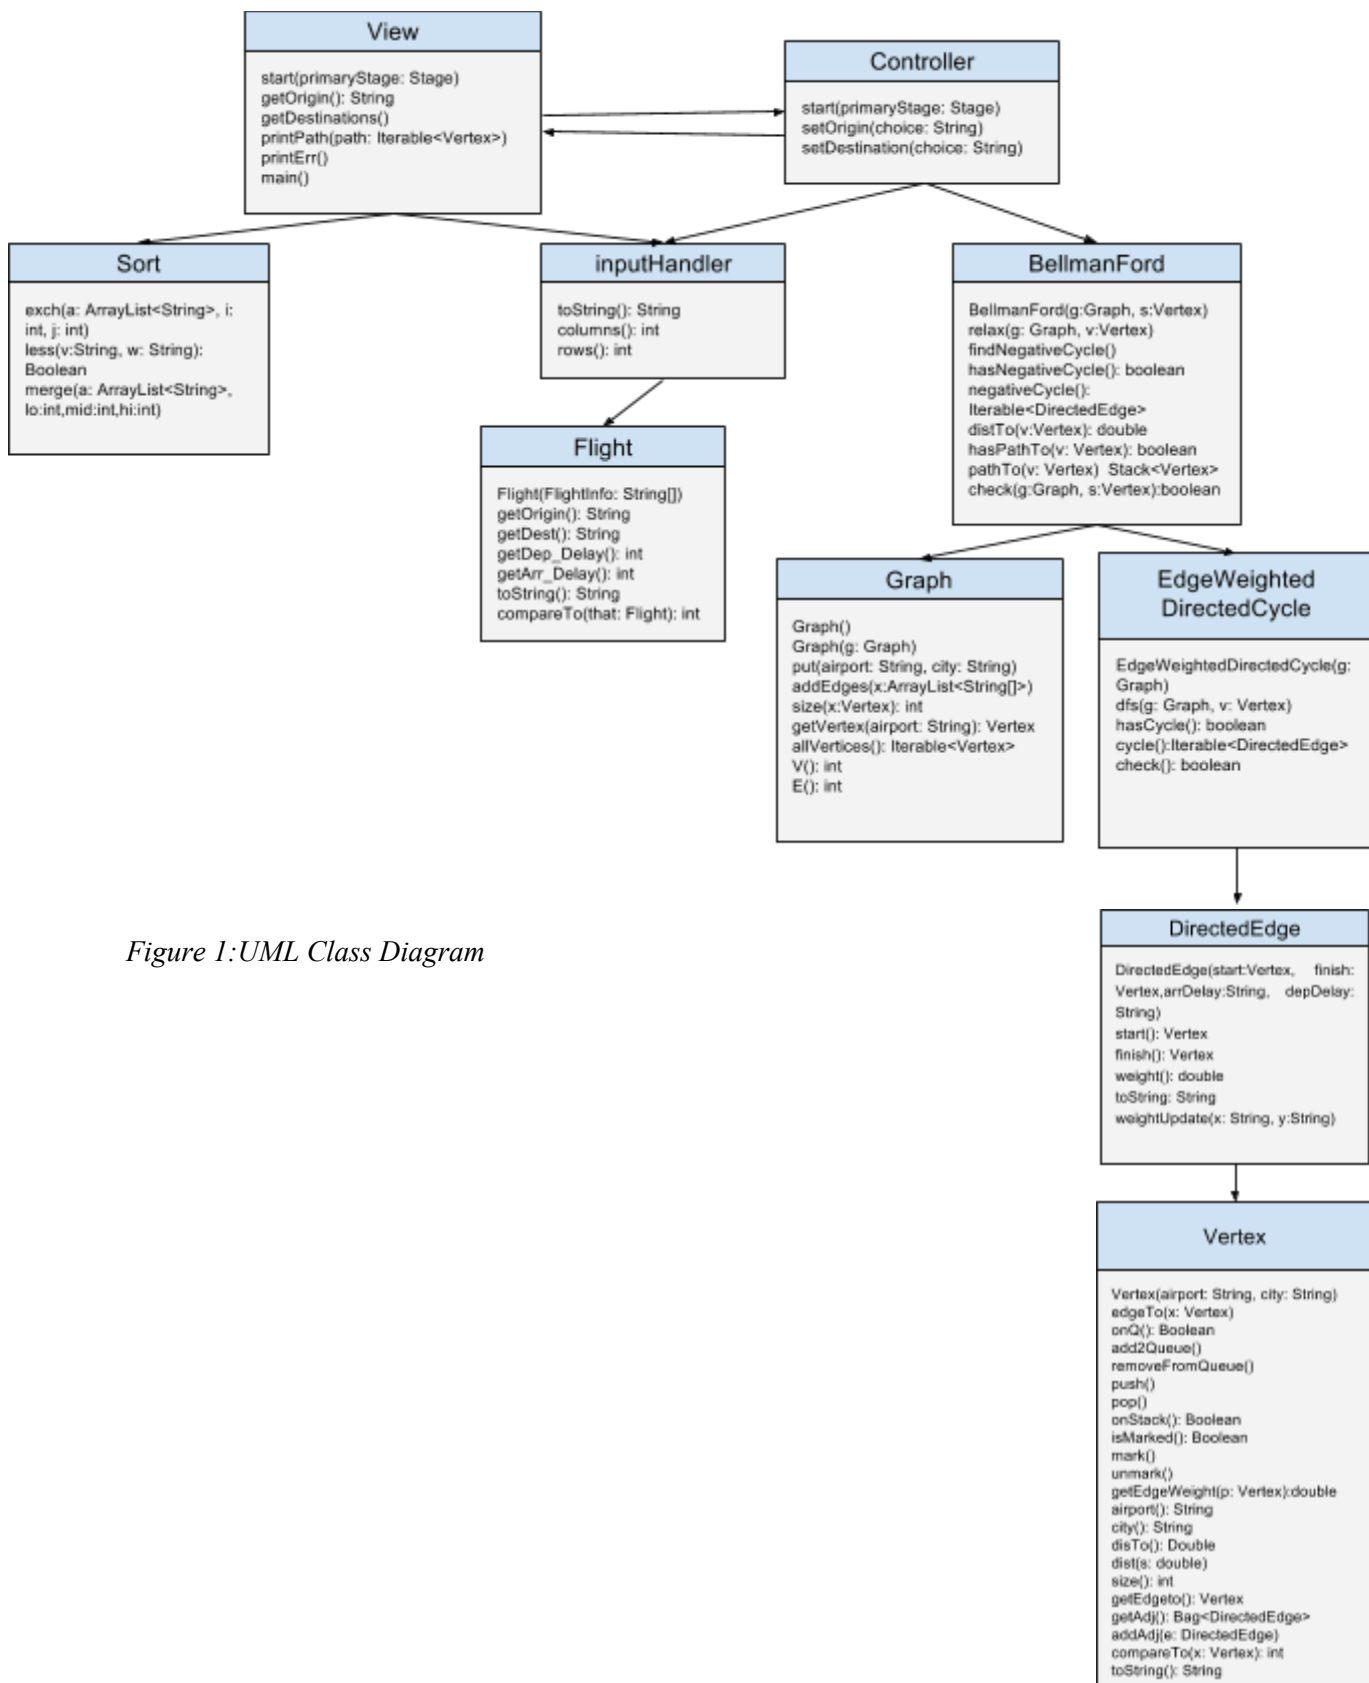 View
start(primaryStage: Stage)
getOrigin(): String
getDestinations()
printPath(path: Iterable<Vertex>)
printErr()
main()
Controller
start(primaryStage: Stage)
setOrigin(choice: String)
setDestination(choice: String)
Sort
exch(a: ArrayList<String>, i:
int, j: int)
less(v:String, w: String):
Boolean
merge(a: ArrayList<String>,
lo:int,mid:int,hi:int)
inputHandler
toString(): String
columns(): int
rows(): int
BellmanFord
BellmanFord(g:Graph, s:Vertex)
relax(g: Graph, v:Vertex)
findNegativeCycle()
hasNegativeCycle(): boolean
negativeCycle():
Iterable<DirectedEdge>
distTo(v:Vertex): double
hasPathTo(v: Vertex): boolean
pathTo(v: Vertex)  Stack<Vertex>
check(g:Graph, s:Vertex):boolean
Flight
Flight(FlightInfo: String[])
getOrigin(): String
getDest(): String
getDep_Delay(): int
getArr_Delay(): int
toString(): String
compareTo(that: Flight): int
Graph
Graph()
Graph(g: Graph)
put(airport: String, city: String)
addEdges(x:ArrayList<String[]>)
size(x:Vertex): int
getVertex(airport: String): Vertex
allVertices(): Iterable<Vertex>
V(): int
E(): int
EdgeWeighted
DirectedCycle
EdgeWeightedDirectedCycle(g:
Graph)
dfs(g: Graph, v: Vertex)
hasCycle(): boolean
cycle():Iterable<DirectedEdge>
check(): boolean
Figure 1:UML Class Diagram
DirectedEdge
DirectedEdge(start:Vertex, finish:
Vertex,arrDelay:String, depDelay:
String)
start(): Vertex
finish(): Vertex
weight(): double
toString: String
weightUpdate(x: String, y:String)
Vertex
Vertex(airport: String, city: String)
edgeTo(x: Vertex)
onQ(): Boolean
add2Queue()
removeFromQueue()
push()
pop()
onStack(): Boolean
isMarked(): Boolean
mark()
unmark()
getEdgeWeight(p: Vertex):double
airport(): String
city(): String
disTo(): Double
dist(s: double)
size(): int
getEdgeto(): Vertex
getAdj(): Bag<DirectedEdge>
addAdj(e: DirectedEdge)
compareTo(x: Vertex): int
toString(): String